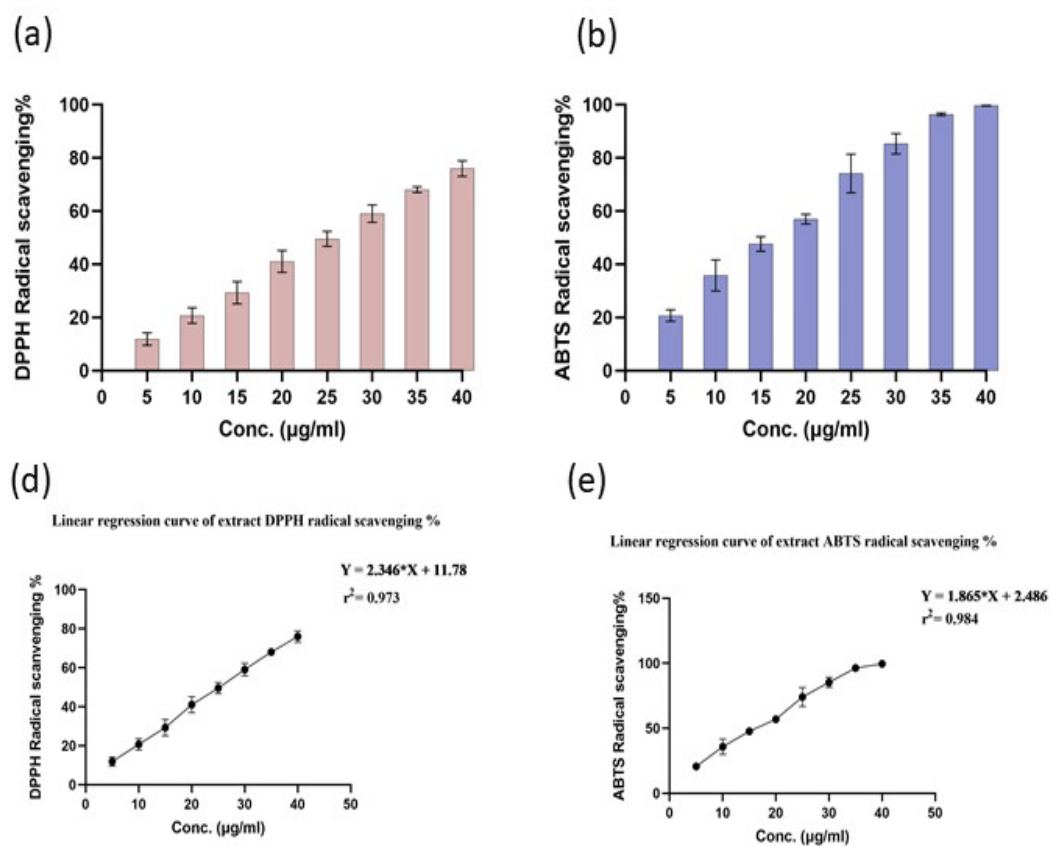 (a)
DPPH Radical scavenging%
100
80
60
40
20
0
0 5 10 15 20 25 30 35 40
Conc. (µg/ml)
(b)
ABTS Radical scavenging%
100
80
60
40
20
0
0 5 10 15 20 25 30 35 40
Conc. (µg/ml)
(d)
Linear regression curve of extract DPPH radical scavenging %
Y = 2.346*X + 11.78
r²= 0.973
DPPH Radical scanvenging %
100
80
60
40
20
0
0 10 20 30 40 50
Conc. (µg/ml)
(e)
Linear regression curve of extract ABTS radical scavenging %
Y = 1.865*X + 2.486
r²= 0.984
ABTS Radical scavenging%
150
100
50
0
0 10 20 30 40 50
Conc. (µg/ml)